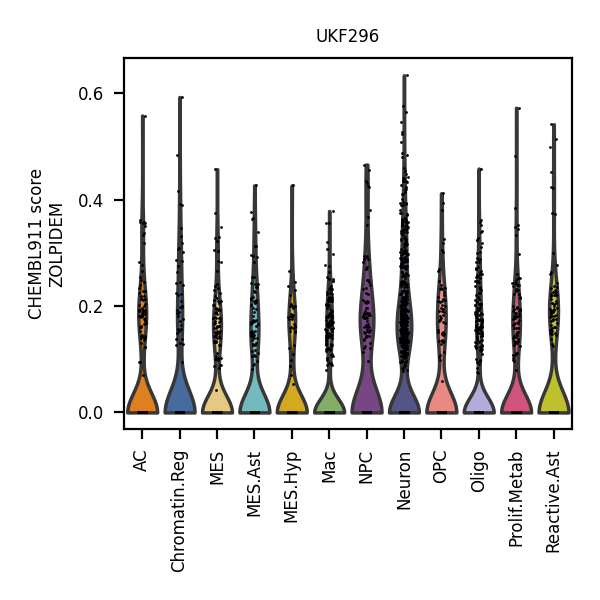 UKF296
CHEMBL911 score
ZOLPIDEM
0.6
0.4
0.2
0.0
AC
Chromatin.Reg
MES
MES.Ast
MES.Hyp
Mac
NPC
Neuron
OPC
Oligo
Prolif.Metab
Reactive.Ast